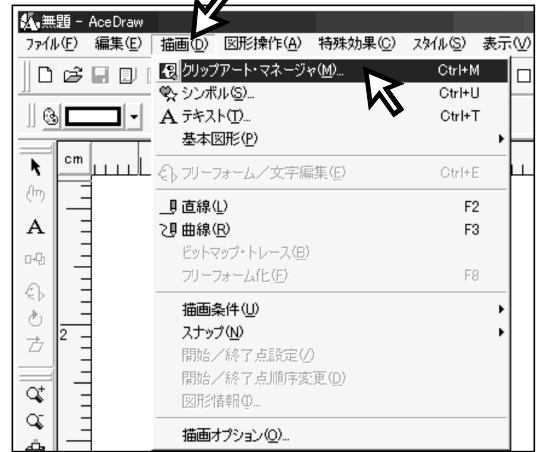 無題 - AceDraw
ファイル(F) 編集(E) 描画(D) 図形操作(A) 特殊効果(C) スタイル(S) 表示(V)
クリップアート・マネージャ(M)... Ctrl+M
シンボル(S)... Ctrl+U
A テキスト(T)... Ctrl+T
基本図形(P)
フリーフォーム/文字編集(E) Ctrl+E
直線(L) F2
曲線(R) F3
ビットマップ・トレース(B)
フリーフォーム化(F) F8
描画条件(U)
スナップ(N)
開始/終了点設定(/)
開始/終了点順序変更(D)
図形情報(I)...
描画オプション(O)...
cm
A
2